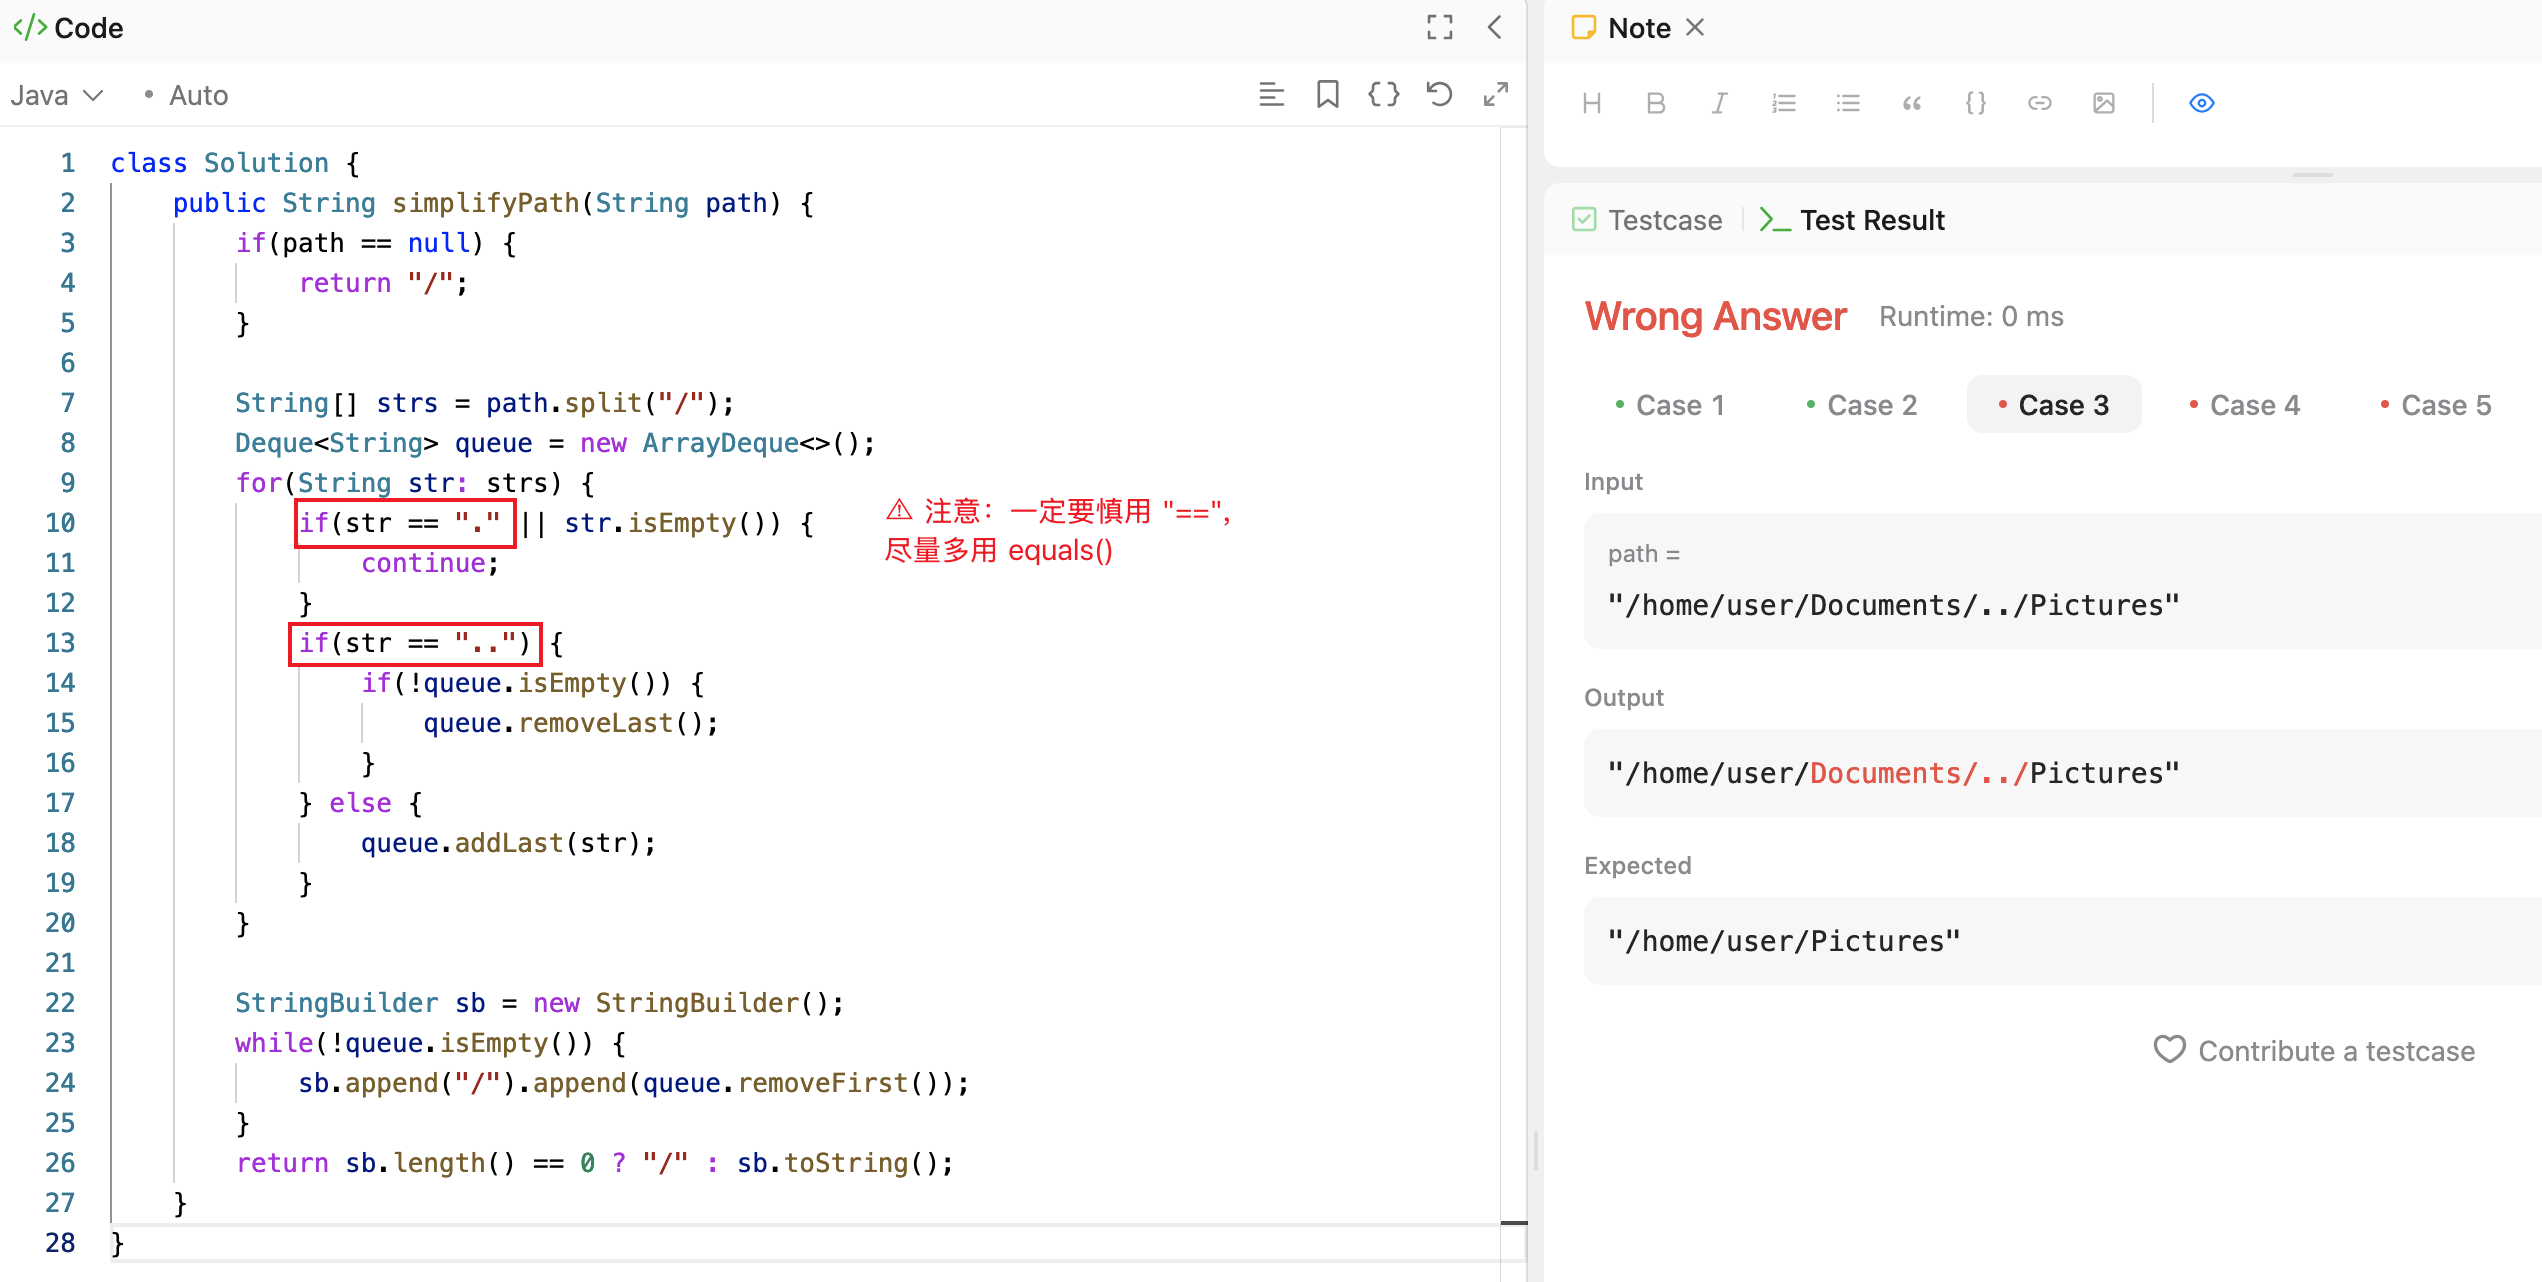 </> Code
Java
• Auto
1 class Solution {
2 public String simplifyPath(String path) {
3 if(path == null) {
4 return "/";
5 }
6
7 String[] strs = path.split("/");
8 Deque<String> queue = new ArrayDeque<>();
9 for(String str: strs) {
10 if(str == "." || str.isEmpty()) {
⚠ 注意：一定要慎用 "==",
尽量多用 equals()
11 continue;
12 }
13 if(str == "..") {
14 if(!queue.isEmpty()) {
15 queue.removeLast();
16 }
17 } else {
18 queue.addLast(str);
19 }
20 }
21
22 StringBuilder sb = new StringBuilder();
23 while(!queue.isEmpty()) {
24 sb.append("/").append(queue.removeFirst());
25 }
26 return sb.length() == 0 ? "/" : sb.toString();
27 }
28 }
Note
H B I
Testcase
Test Result
Wrong Answer Runtime: 0 ms
• Case 1 • Case 2 • Case 3 • Case 4 • Case 5
Input
path =
"/home/user/Documents/../Pictures"
Output
"/home/user/Documents/../Pictures"
Expected
"/home/user/Pictures"
Contribute a testcase